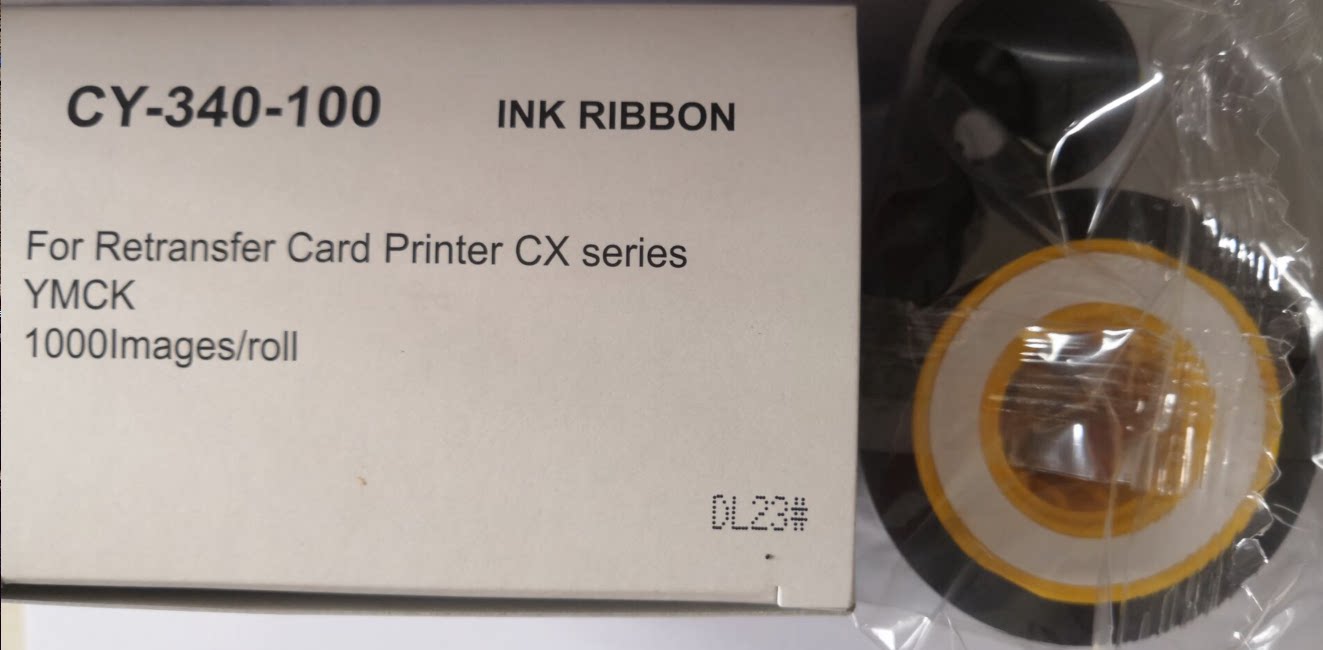 CY-340-100 INK RIBBON
For Retransfer Card Printer CX series
YMCK
1000Images/roll
DL23#